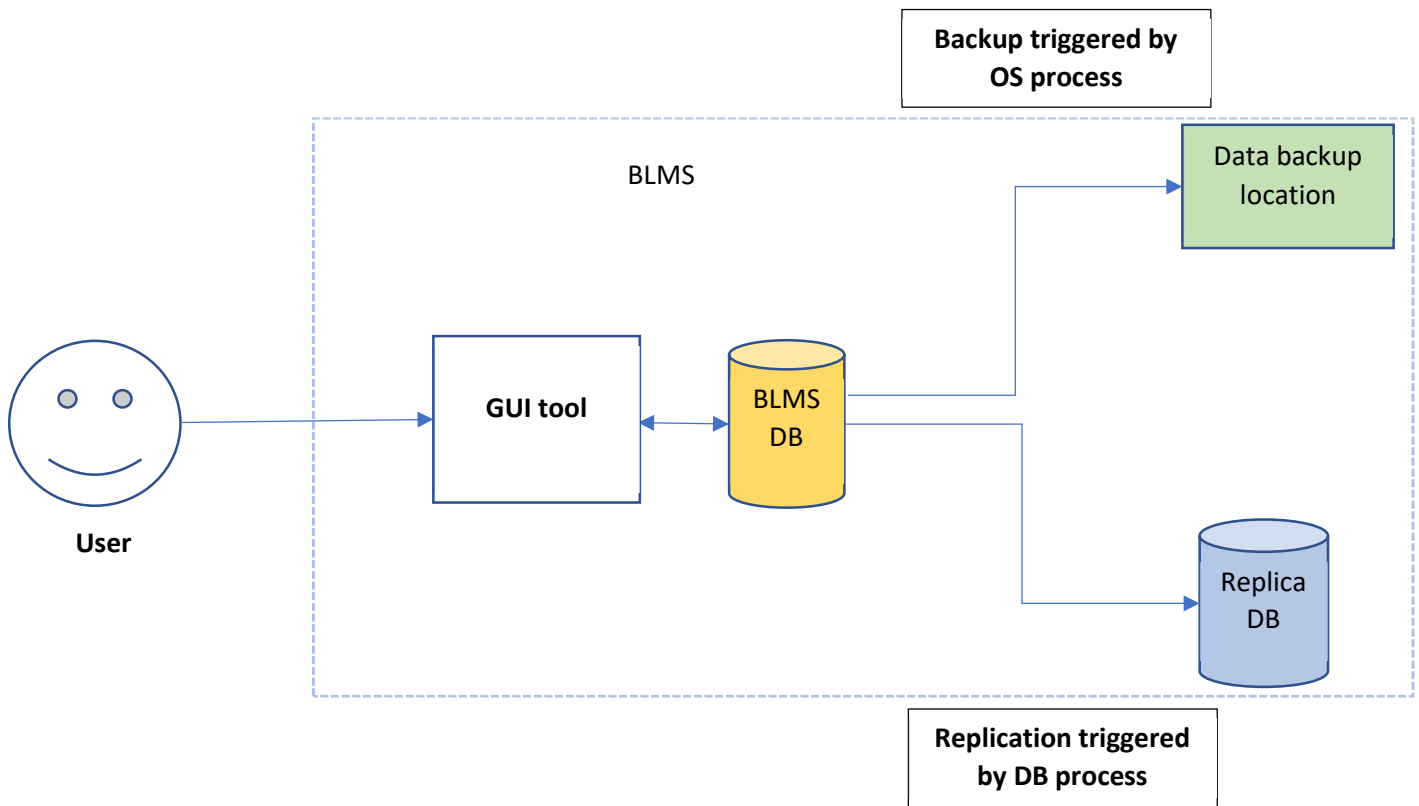 Backup triggered by
OS process
Data backup
location
BLMS
GUI tool
BLMS
DB
User
Replica
DB
Replication triggered
by DB process